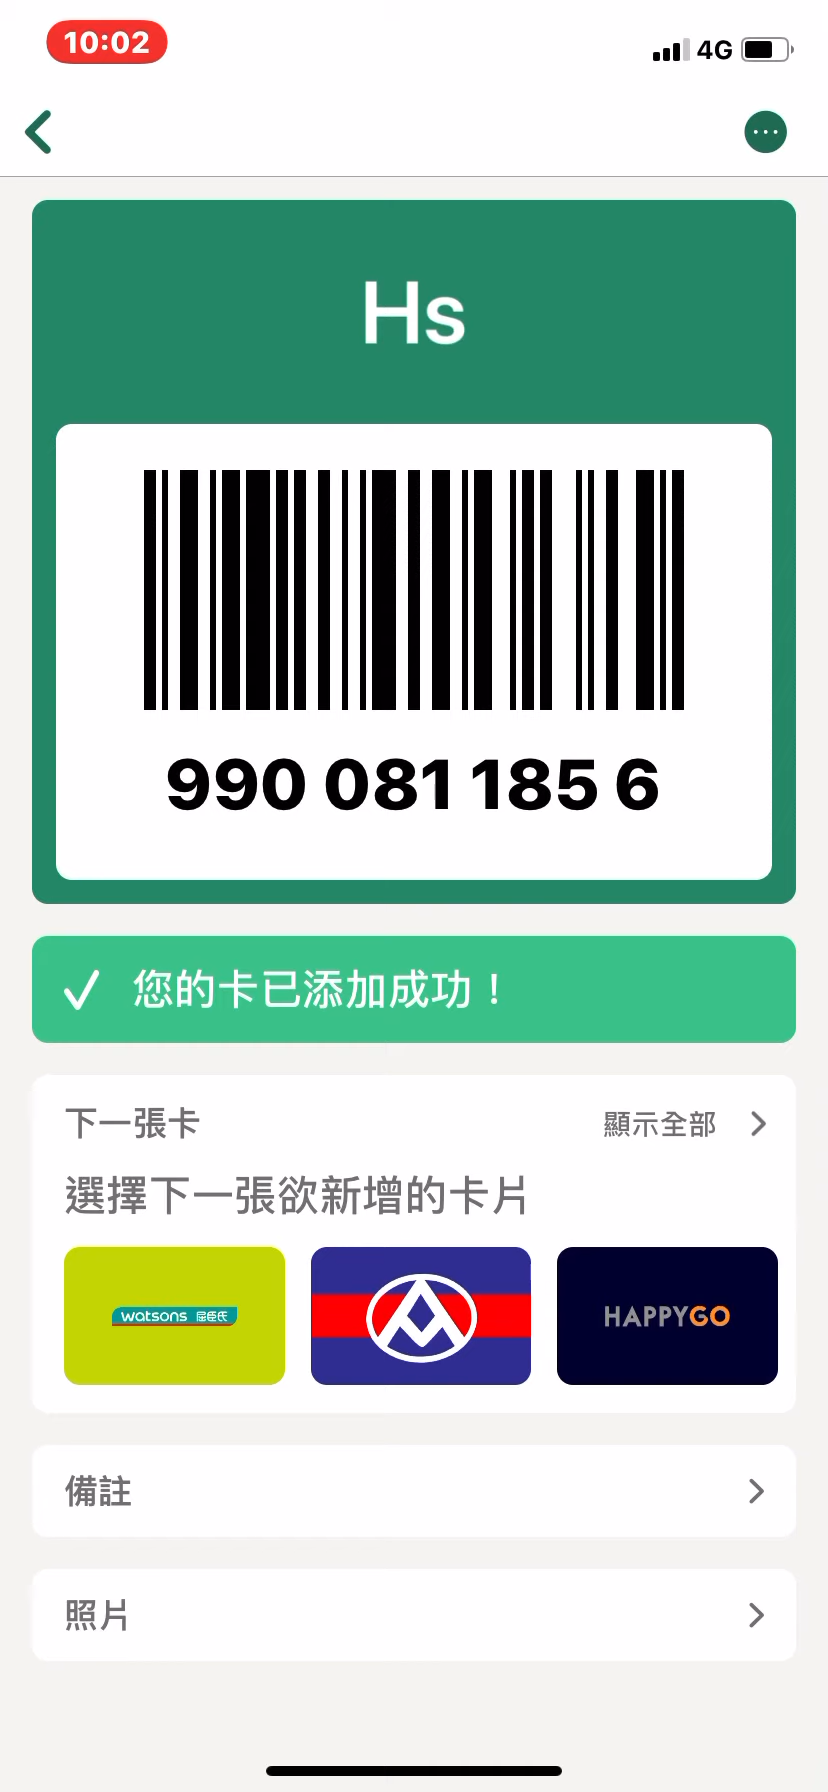 10:02
4G
Hs
990 081 185 6
您的卡已添加成功！
下一張卡
顯示全部
選擇下一張欲新增的卡片
watsons 屈臣氏
HAPPYGO
備註
照片